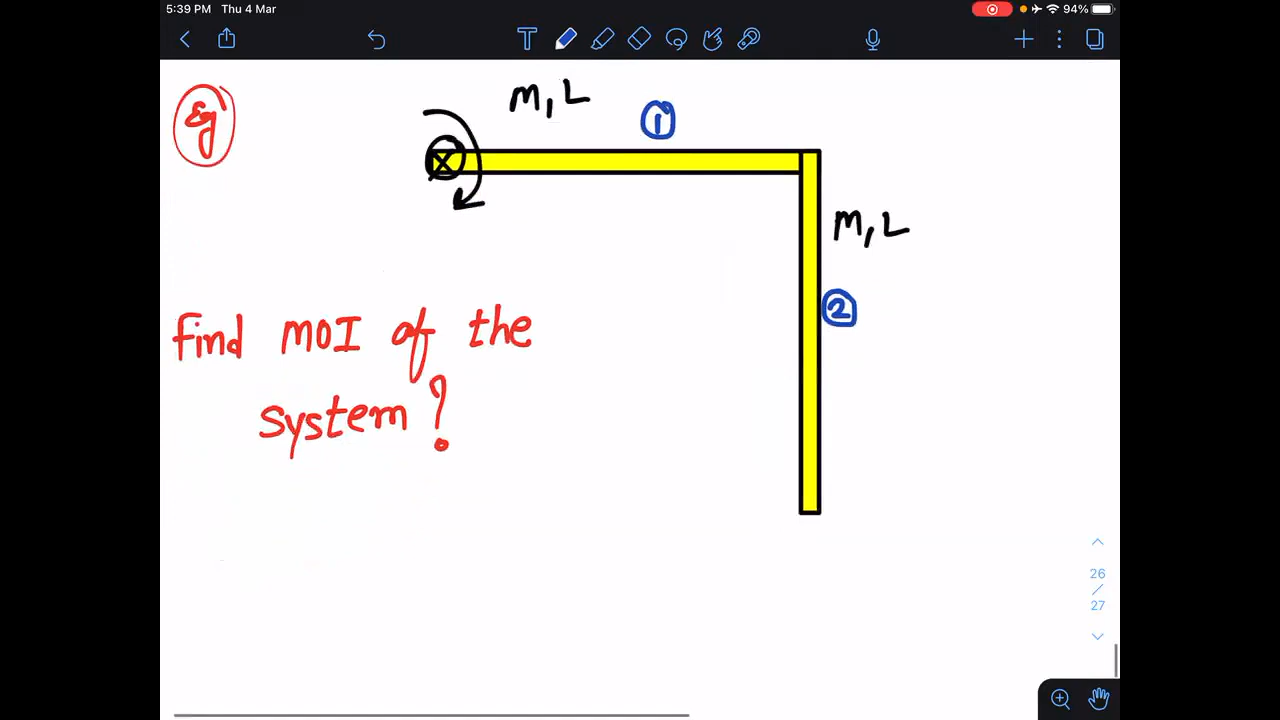 5:39 PM Thu 4 Mar
94%
T
Eg
M, L
1
M, L
2
Find MOI of the
system?
26
/
27